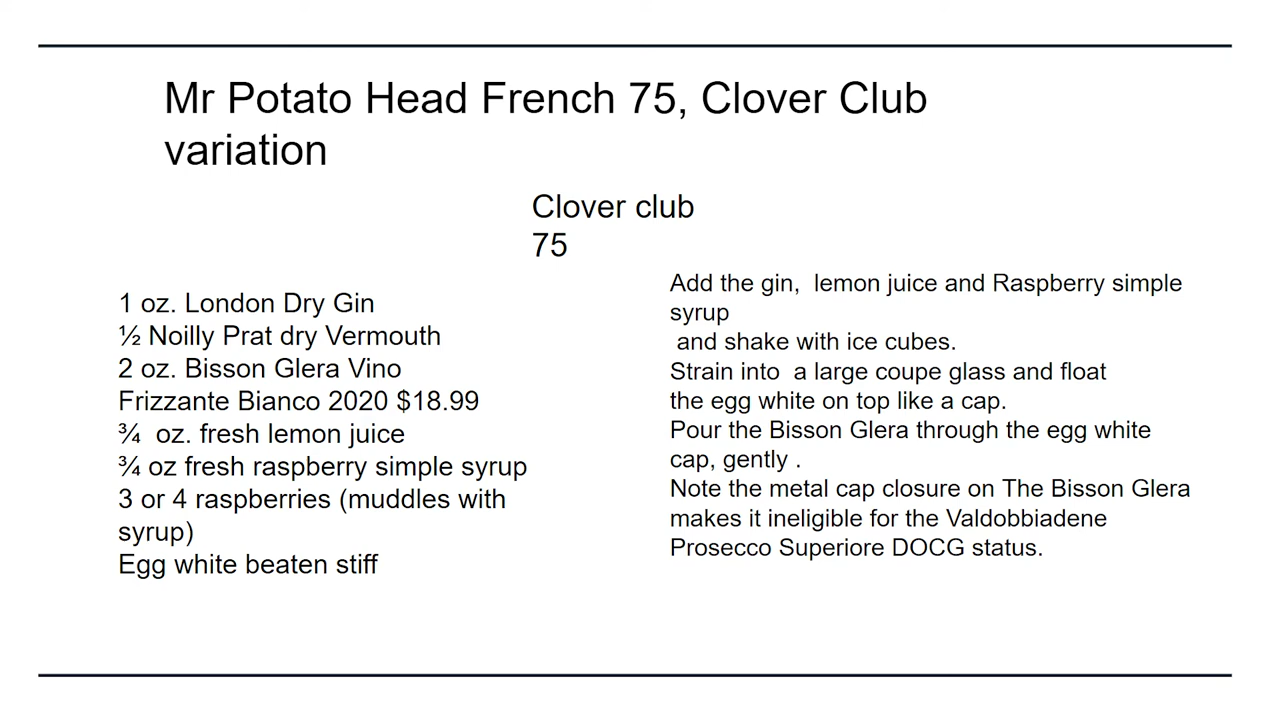 Mr Potato Head French 75, Clover Club
variation
Clover club
75
1 oz. London Dry Gin
½ Noilly Prat dry Vermouth
2 oz. Bisson Glera Vino
Frizzante Bianco 2020 $18.99
¾  oz. fresh lemon juice
¾ oz fresh raspberry simple syrup
3 or 4 raspberries (muddles with
syrup)
Egg white beaten stiff
Add the gin,  lemon juice and Raspberry simple
syrup
and shake with ice cubes.
Strain into  a large coupe glass and float
the egg white on top like a cap.
Pour the Bisson Glera through the egg white
cap, gently .
Note the metal cap closure on The Bisson Glera
makes it ineligible for the Valdobbiadene
Prosecco Superiore DOCG status.